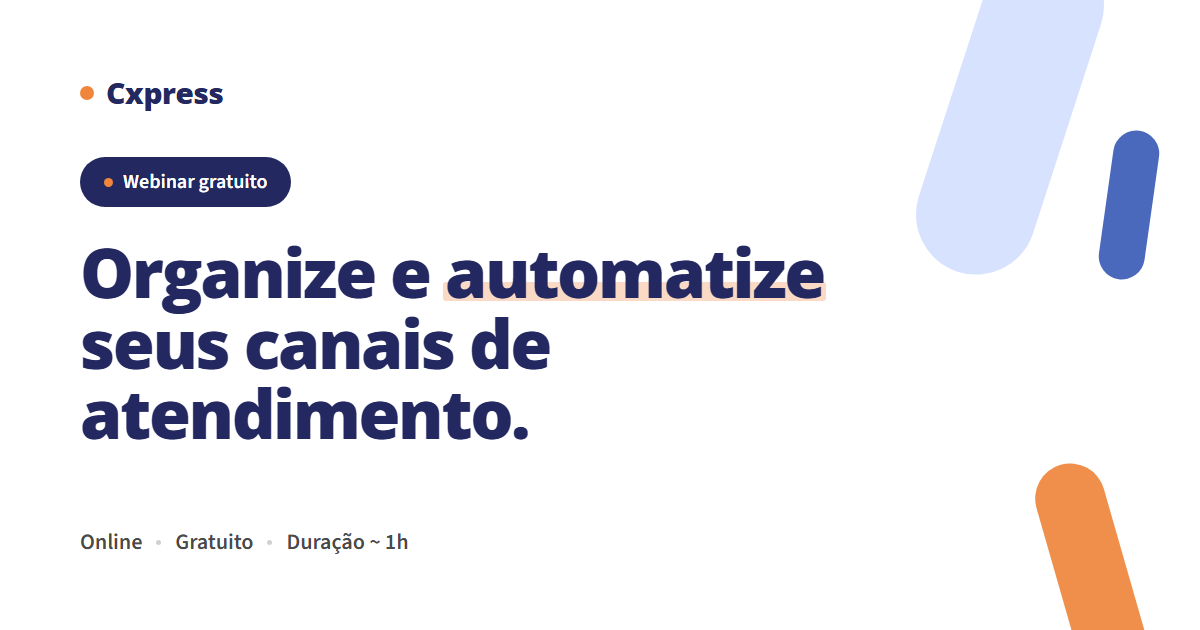 Cxpress
Webinar gratuito
Organize e automatize
seus canais de
atendimento.
Online • Gratuito • Duração ~ 1h